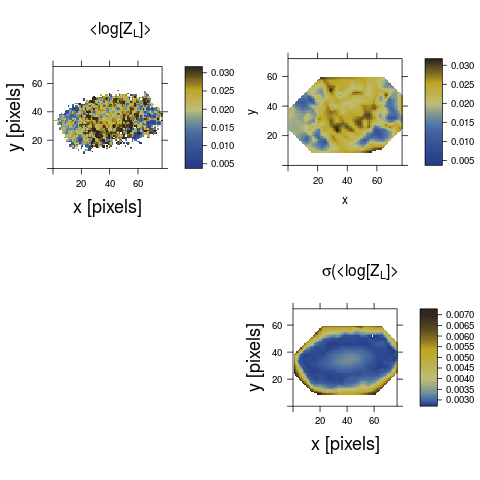 <log[Z_L]>
60
40
20
20 40 60
x [pixels]
y [pixels]
0.030
0.025
0.020
0.015
0.010
0.005
60
40
20
20 40 60
x
y
0.030
0.025
0.020
0.015
0.010
0.005
σ(<log[Z_L]>
60
40
20
20 40 60
x [pixels]
y [pixels]
0.0070
0.0065
0.0060
0.0055
0.0050
0.0045
0.0040
0.0035
0.0030